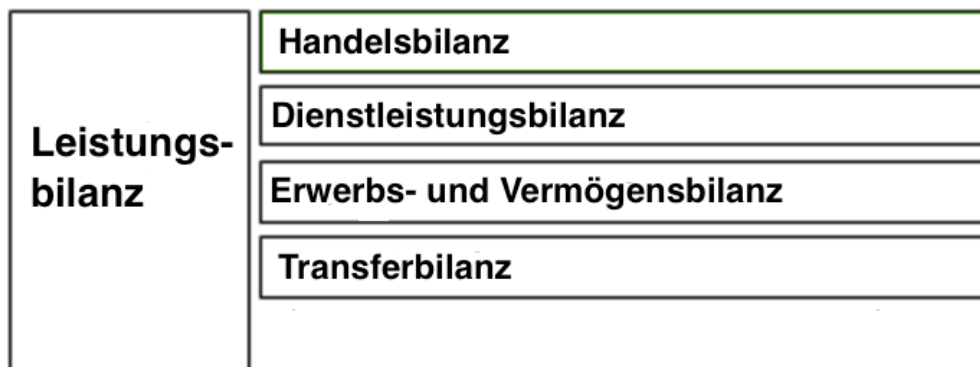 Leistungs-
bilanz
Handelsbilanz
Dienstleistungsbilanz
Erwerbs- und Vermögensbilanz
Transferbilanz